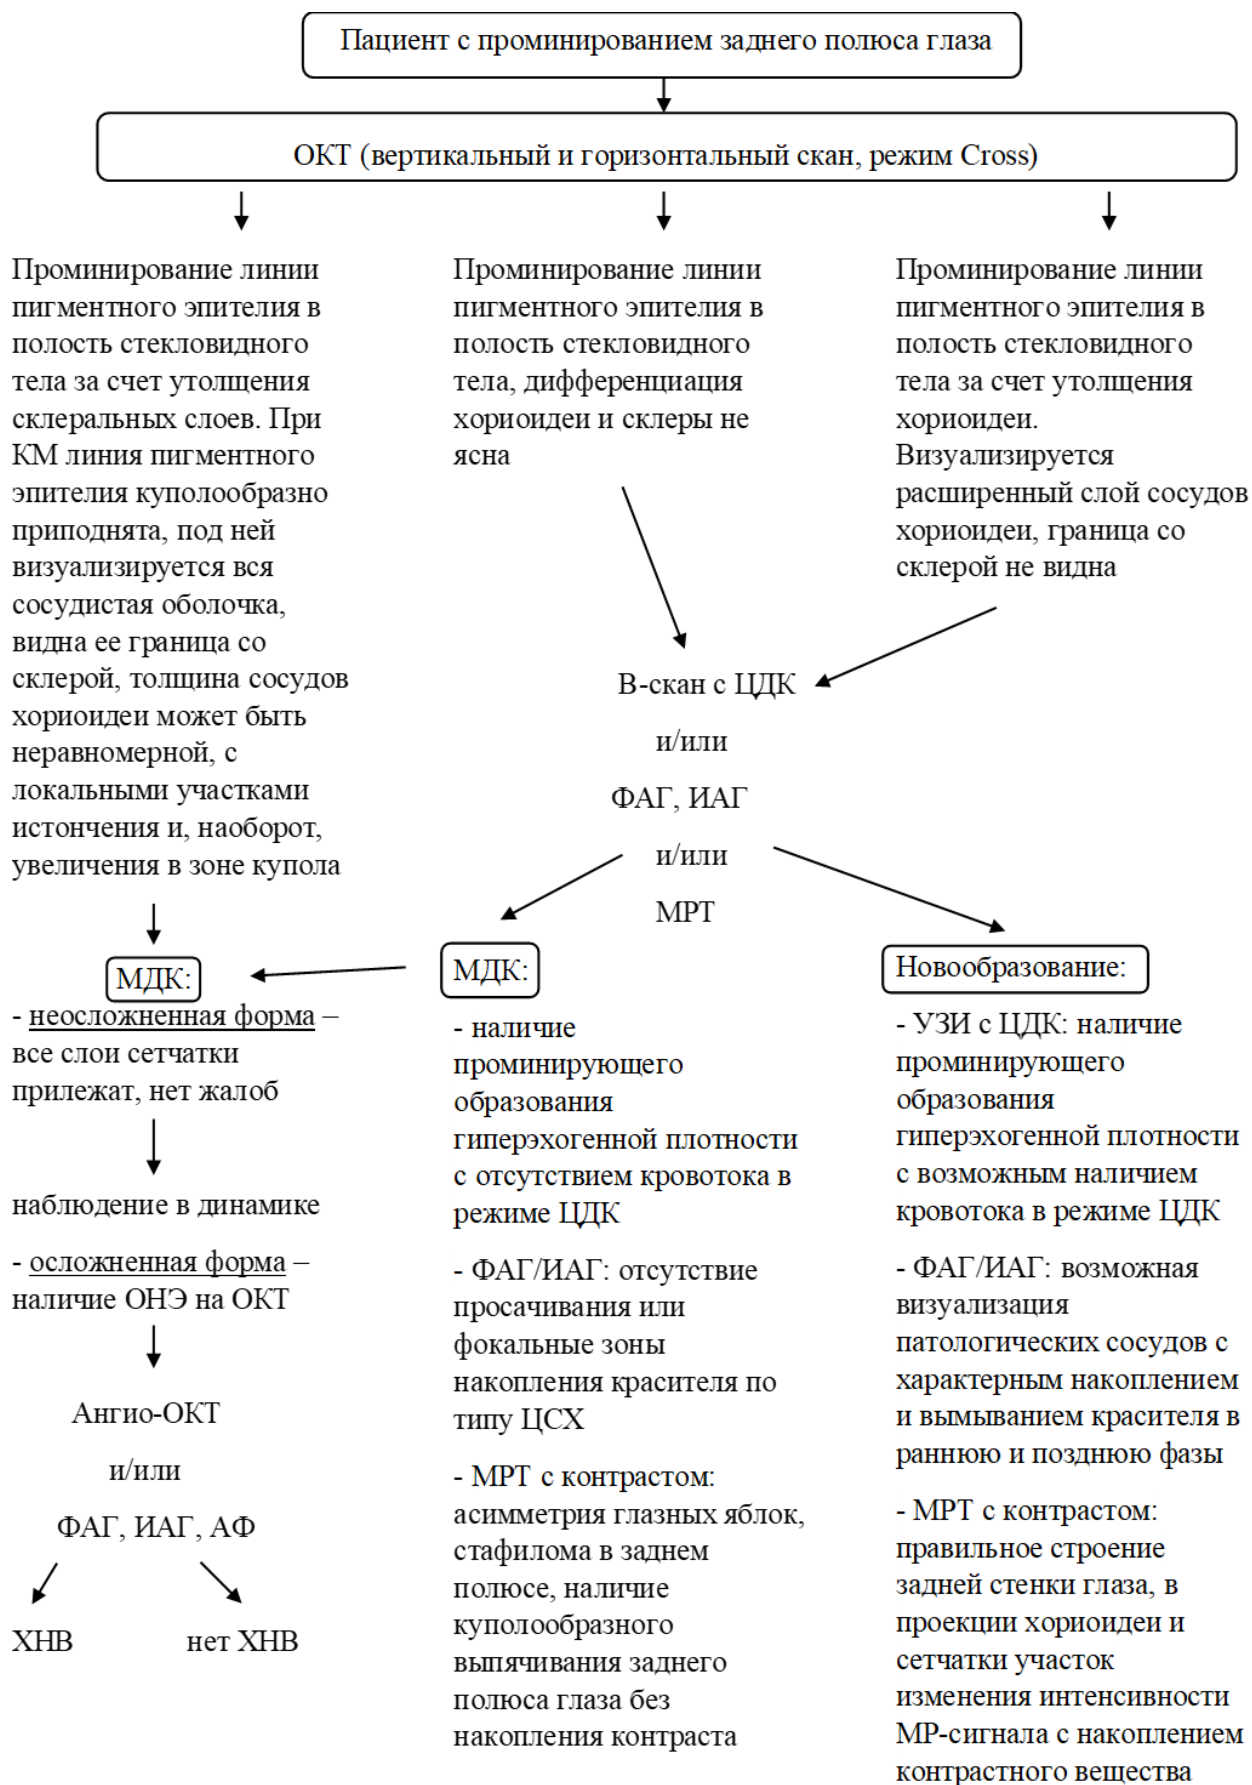 Пациент с проминированием заднего полюса глаза
ОКТ (вертикальный и горизонтальный скан, режим Cross)
Проминирование линии
пигментного эпителия в
полость стекловидного
тела за счет утолщения
склеральных слоев. При
КМ линия пигментного
эпителия куполообразно
приподнята, под ней
визуализируется вся
сосудистая оболочка,
видна ее граница со
склерой, толщина сосудов
хориоидеи может быть
неравномерной, с
локальными участками
истончения и, наоборот,
увеличения в зоне купола
Проминирование линии
пигментного эпителия в
полость стекловидного
тела, дифференциация
хориоидеи и склеры не
ясна
Проминирование линии
пигментного эпителия в
полость стекловидного
тела за счет утолщения
хориоидеи.
Визуализируется
расширенный слой сосудов
хориоидеи, граница со
склерой не видна
В-скан с ЦДК
и/или
ФАГ, ИАГ
и/или
МРТ
МДК:
- неосложненная форма –
все слои сетчатки
прилежат, нет жалоб
наблюдение в динамике
- осложненная форма –
наличие ОНЭ на ОКТ
Ангио-ОКТ
и/или
ФАГ, ИАГ, АФ
ХНВ
нет ХНВ
МДК:
- наличие
проминирующего
образования
гиперэхогенной плотности
с отсутствием кровотока в
режиме ЦДК
- ФАГ/ИАГ: отсутствие
просачивания или
фокальные зоны
накопления красителя по
типу ЦСХ
- МРТ с контрастом:
асимметрия глазных яблок,
стафилома в заднем
полюсе, наличие
куполообразного
выпячивания заднего
полюса глаза без
накопления контраста
Новообразование:
- УЗИ с ЦДК: наличие
проминирующего
образования
гиперэхогенной плотности
с возможным наличием
кровотока в режиме ЦДК
- ФАГ/ИАГ: возможная
визуализация
патологических сосудов с
характерным накоплением
и вымыванием красителя в
раннюю и позднюю фазы
- МРТ с контрастом:
правильное строение
задней стенки глаза, в
проекции хориоидеи и
сетчатки участок
изменения интенсивности
МР-сигнала с накоплением
контрастного вещества